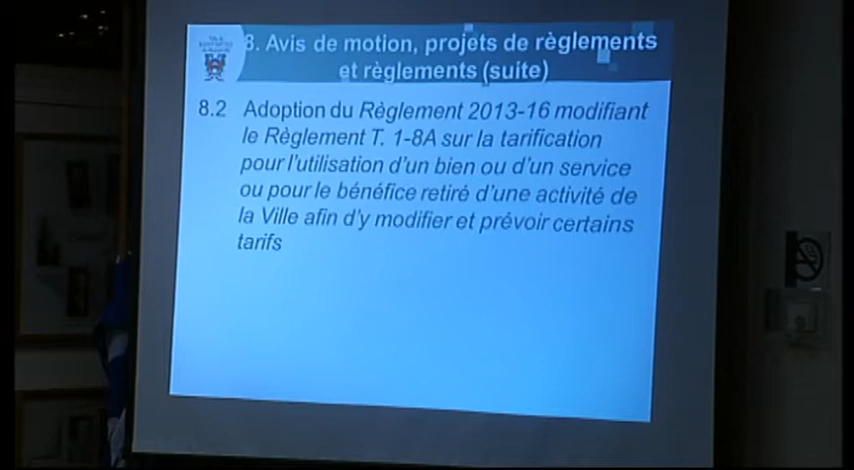 8. Avis de motion, projets de règlements
et règlements (suite)
8.2 Adoption du Règlement 2013-16 modifiant
le Règlement T. 1-8A sur la tarification
pour l'utilisation d'un bien ou d'un service
ou pour le bénéfice retiré d'une activité de
la Ville afin d'y modifier et prévoir certains
tarifs